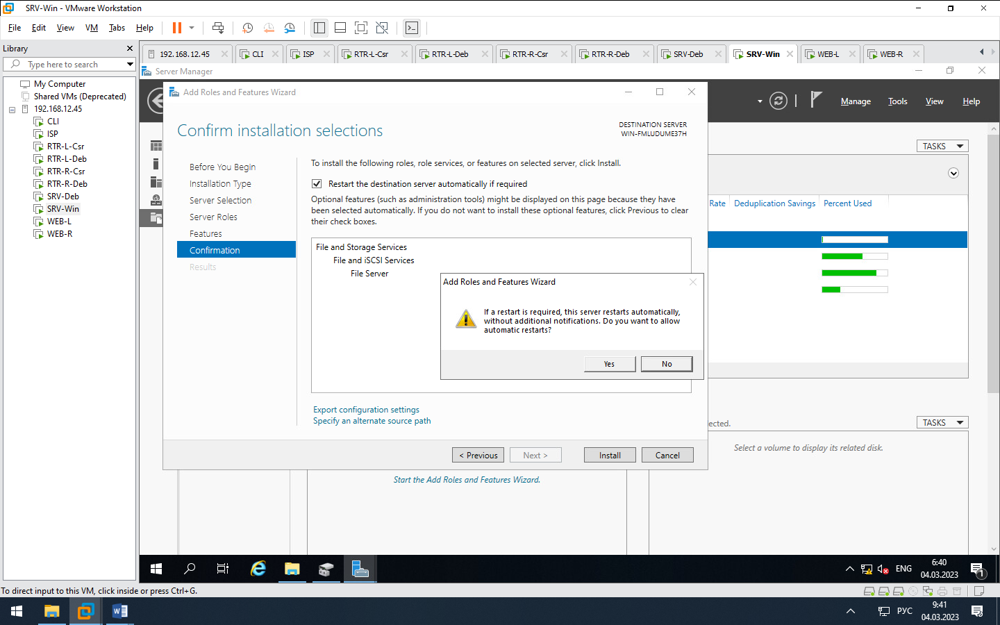 SRV-Win - VMware Workstation
File Edit View VM Tabs Help
Library
Type here to search
My Computer
Shared VMs (Deprecated)
192.168.12.45
CLI
ISP
RTR-L-Csr
RTR-L-Deb
RTR-R-Csr
RTR-R-Deb
SRV-Deb
SRV-Win
WEB-L
WEB-R
192.168.12.45 CLI ISP RTR-L-Csr RTR-L-Deb RTR-R-Csr RTR-R-Deb SRV-Deb SRV-Win WEB-L WEB-R
Server Manager
Manage Tools View Help
Add Roles and Features Wizard
Confirm installation selections
DESTINATION SERVER
WIN-FMLUDUME37H
Before You Begin
Installation Type
Server Selection
Server Roles
Features
Confirmation
Results
To install the following roles, role services, or features on selected server, click Install.
Restart the destination server automatically if required
Optional features (such as administration tools) might be displayed on this page because they have
been selected automatically. If you do not want to install these optional features, click Previous to clear
their check boxes.
File and Storage Services
File and iSCSI Services
File Server
Add Roles and Features Wizard
If a restart is required, this server restarts automatically,
without additional notifications. Do you want to allow
automatic restarts?
Yes No
Export configuration settings
Specify an alternate source path
< Previous Next > Install Cancel
TASKS
Rate Deduplication Savings Percent Used
ected.
TASKS
Select a volume to display its related disk.
Start the Add Roles and Features Wizard.
ENG
6:40
04.03.2023
1
To direct input to this VM, click inside or press Ctrl+G.
РУС
9:41
04.03.2023